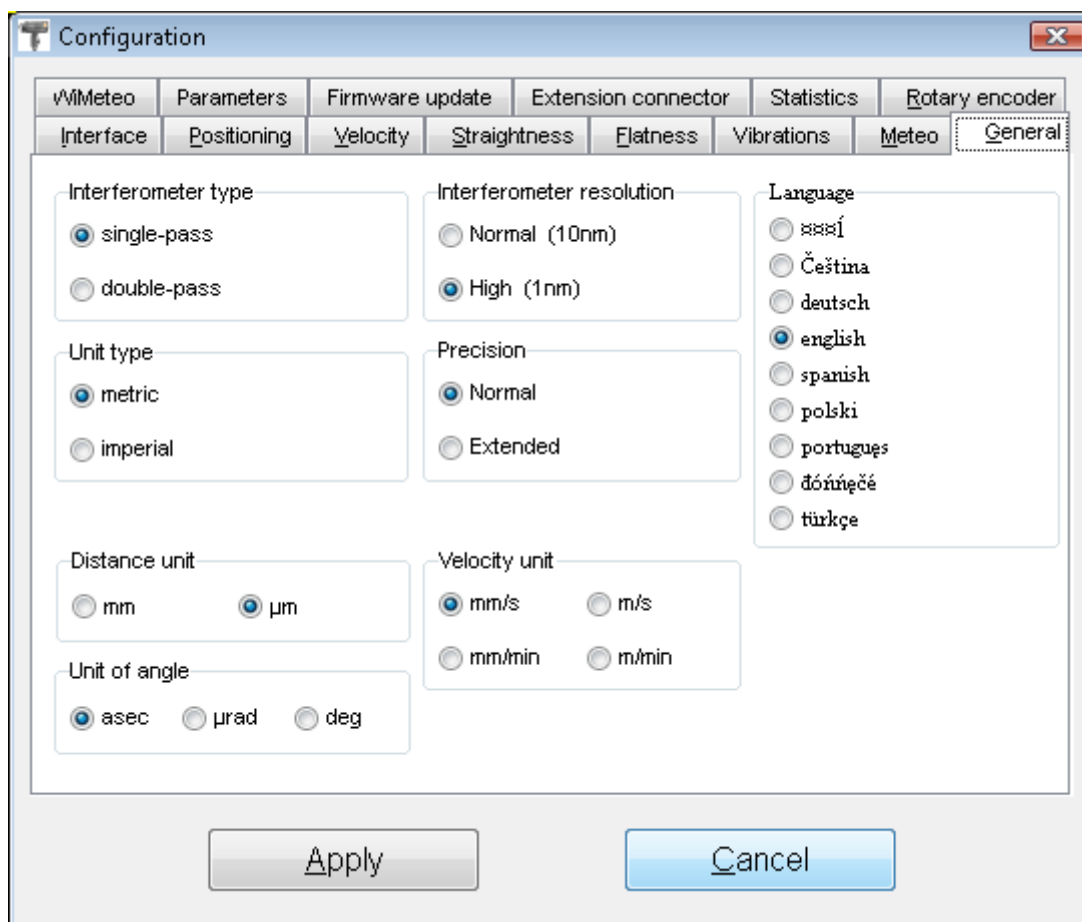 Configuration
WiMeteo Parameters Firmware update Extension connector Statistics Rotary encoder
Interface Positioning Velocity Straightness Flatness Vibrations Meteo General
Interferometer type
single-pass
double-pass
Interferometer resolution
Normal (10nm)
High (1nm)
Language
¤¤¤Í
Čeština
deutsch
english
spanish
polski
portuguęs
đóńńęčé
türkçe
Unit type
metric
imperial
Precision
Normal
Extended
Distance unit
mm µm
Velocity unit
mm/s m/s
mm/min m/min
Unit of angle
asec µrad deg
Apply Cancel